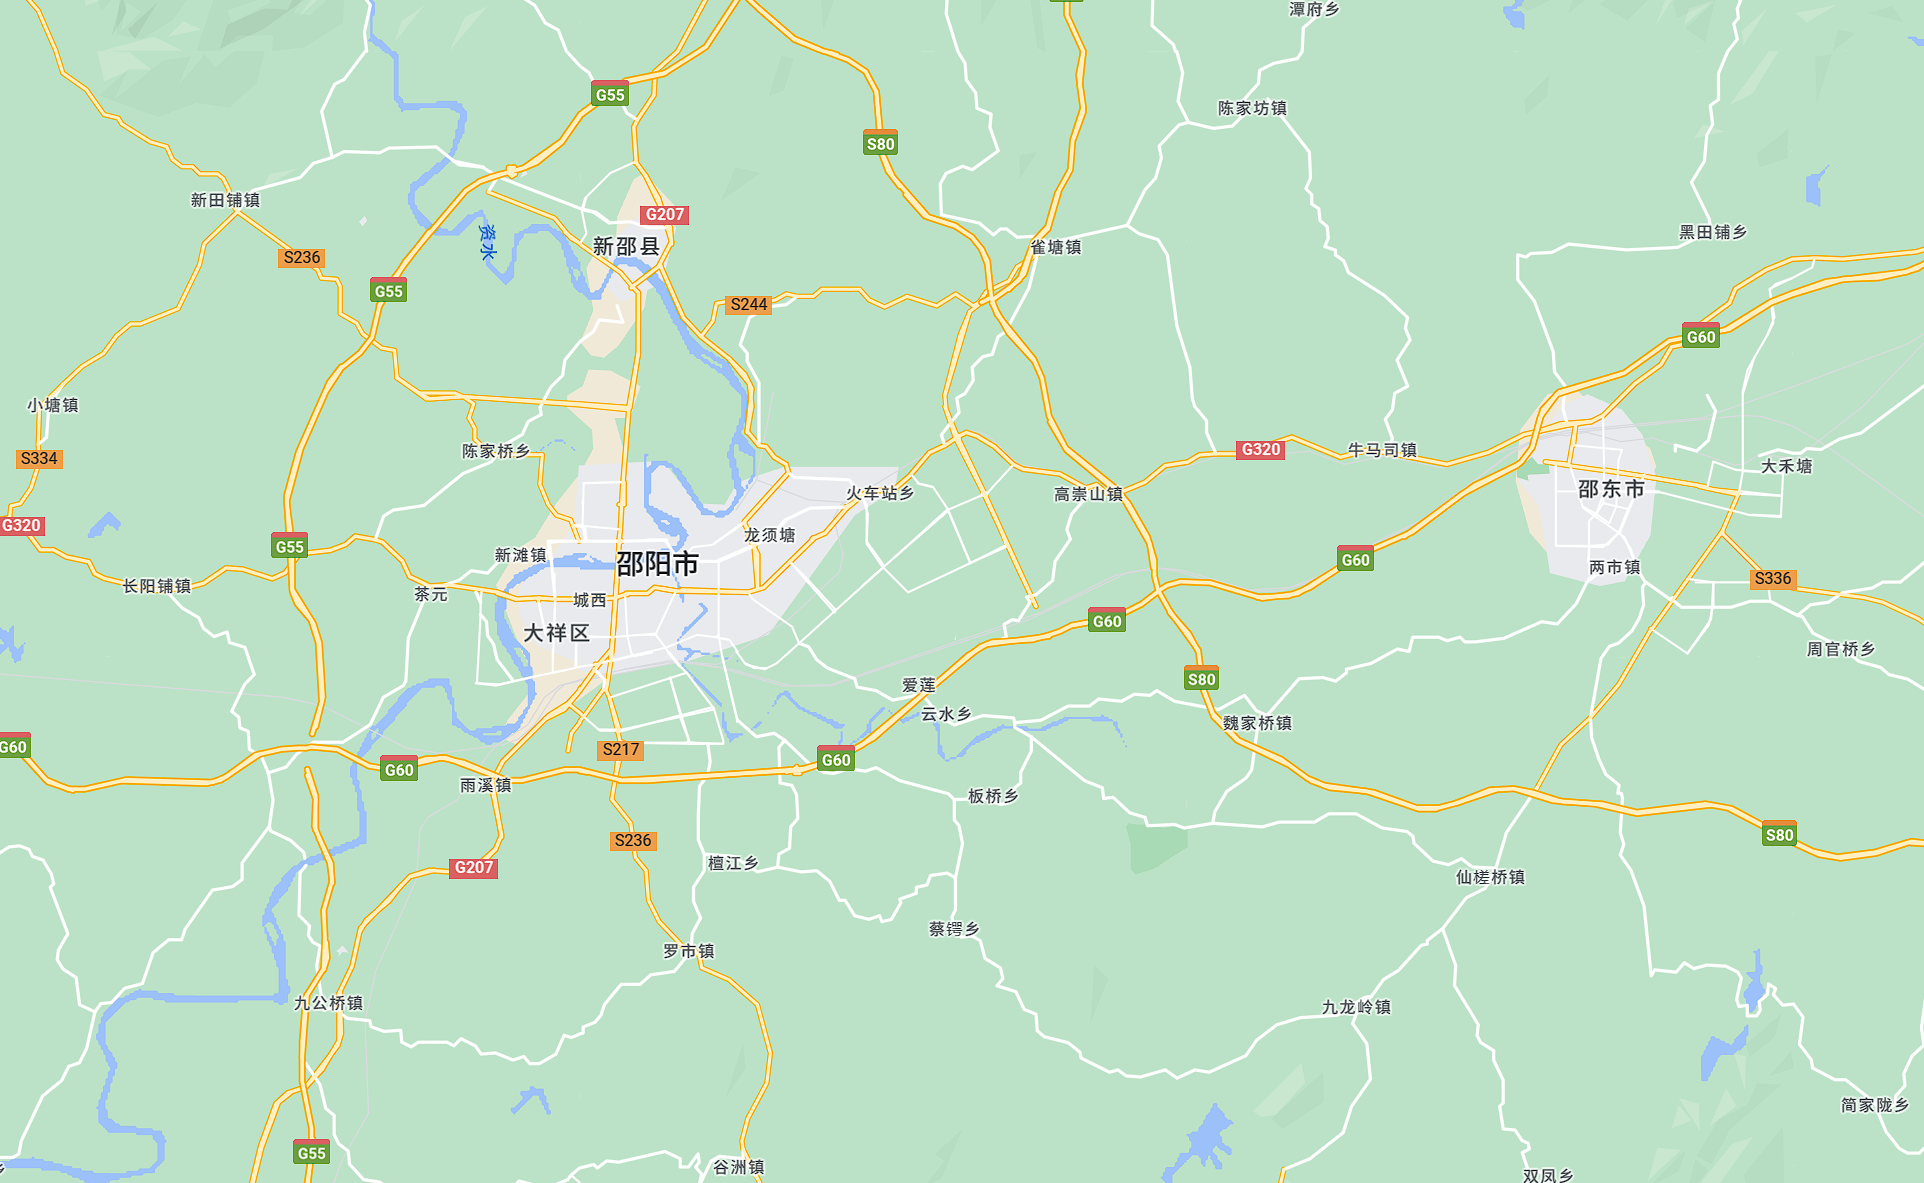 潭府乡
G55
陈家坊镇
S80
新田铺镇
G207
资水
新邵县
雀塘镇
黑田铺乡
S236
G55
S244
G60
小塘镇
陈家桥乡
G320
牛马司镇
S334
大禾塘
火车站乡
高崇山镇
邵东市
G320
龙须塘
G55
新滩镇
邵阳市
G60
两市镇
长阳铺镇
茶元
城西
S336
G60
大祥区
周官桥乡
爱莲
S80
云水乡
魏家桥镇
G60
S217
G60
G60
雨溪镇
板桥乡
S236
S80
檀江乡
G207
仙槎桥镇
蔡锷乡
罗市镇
九公桥镇
九龙岭镇
简家陇乡
G55
谷洲镇
双凤乡